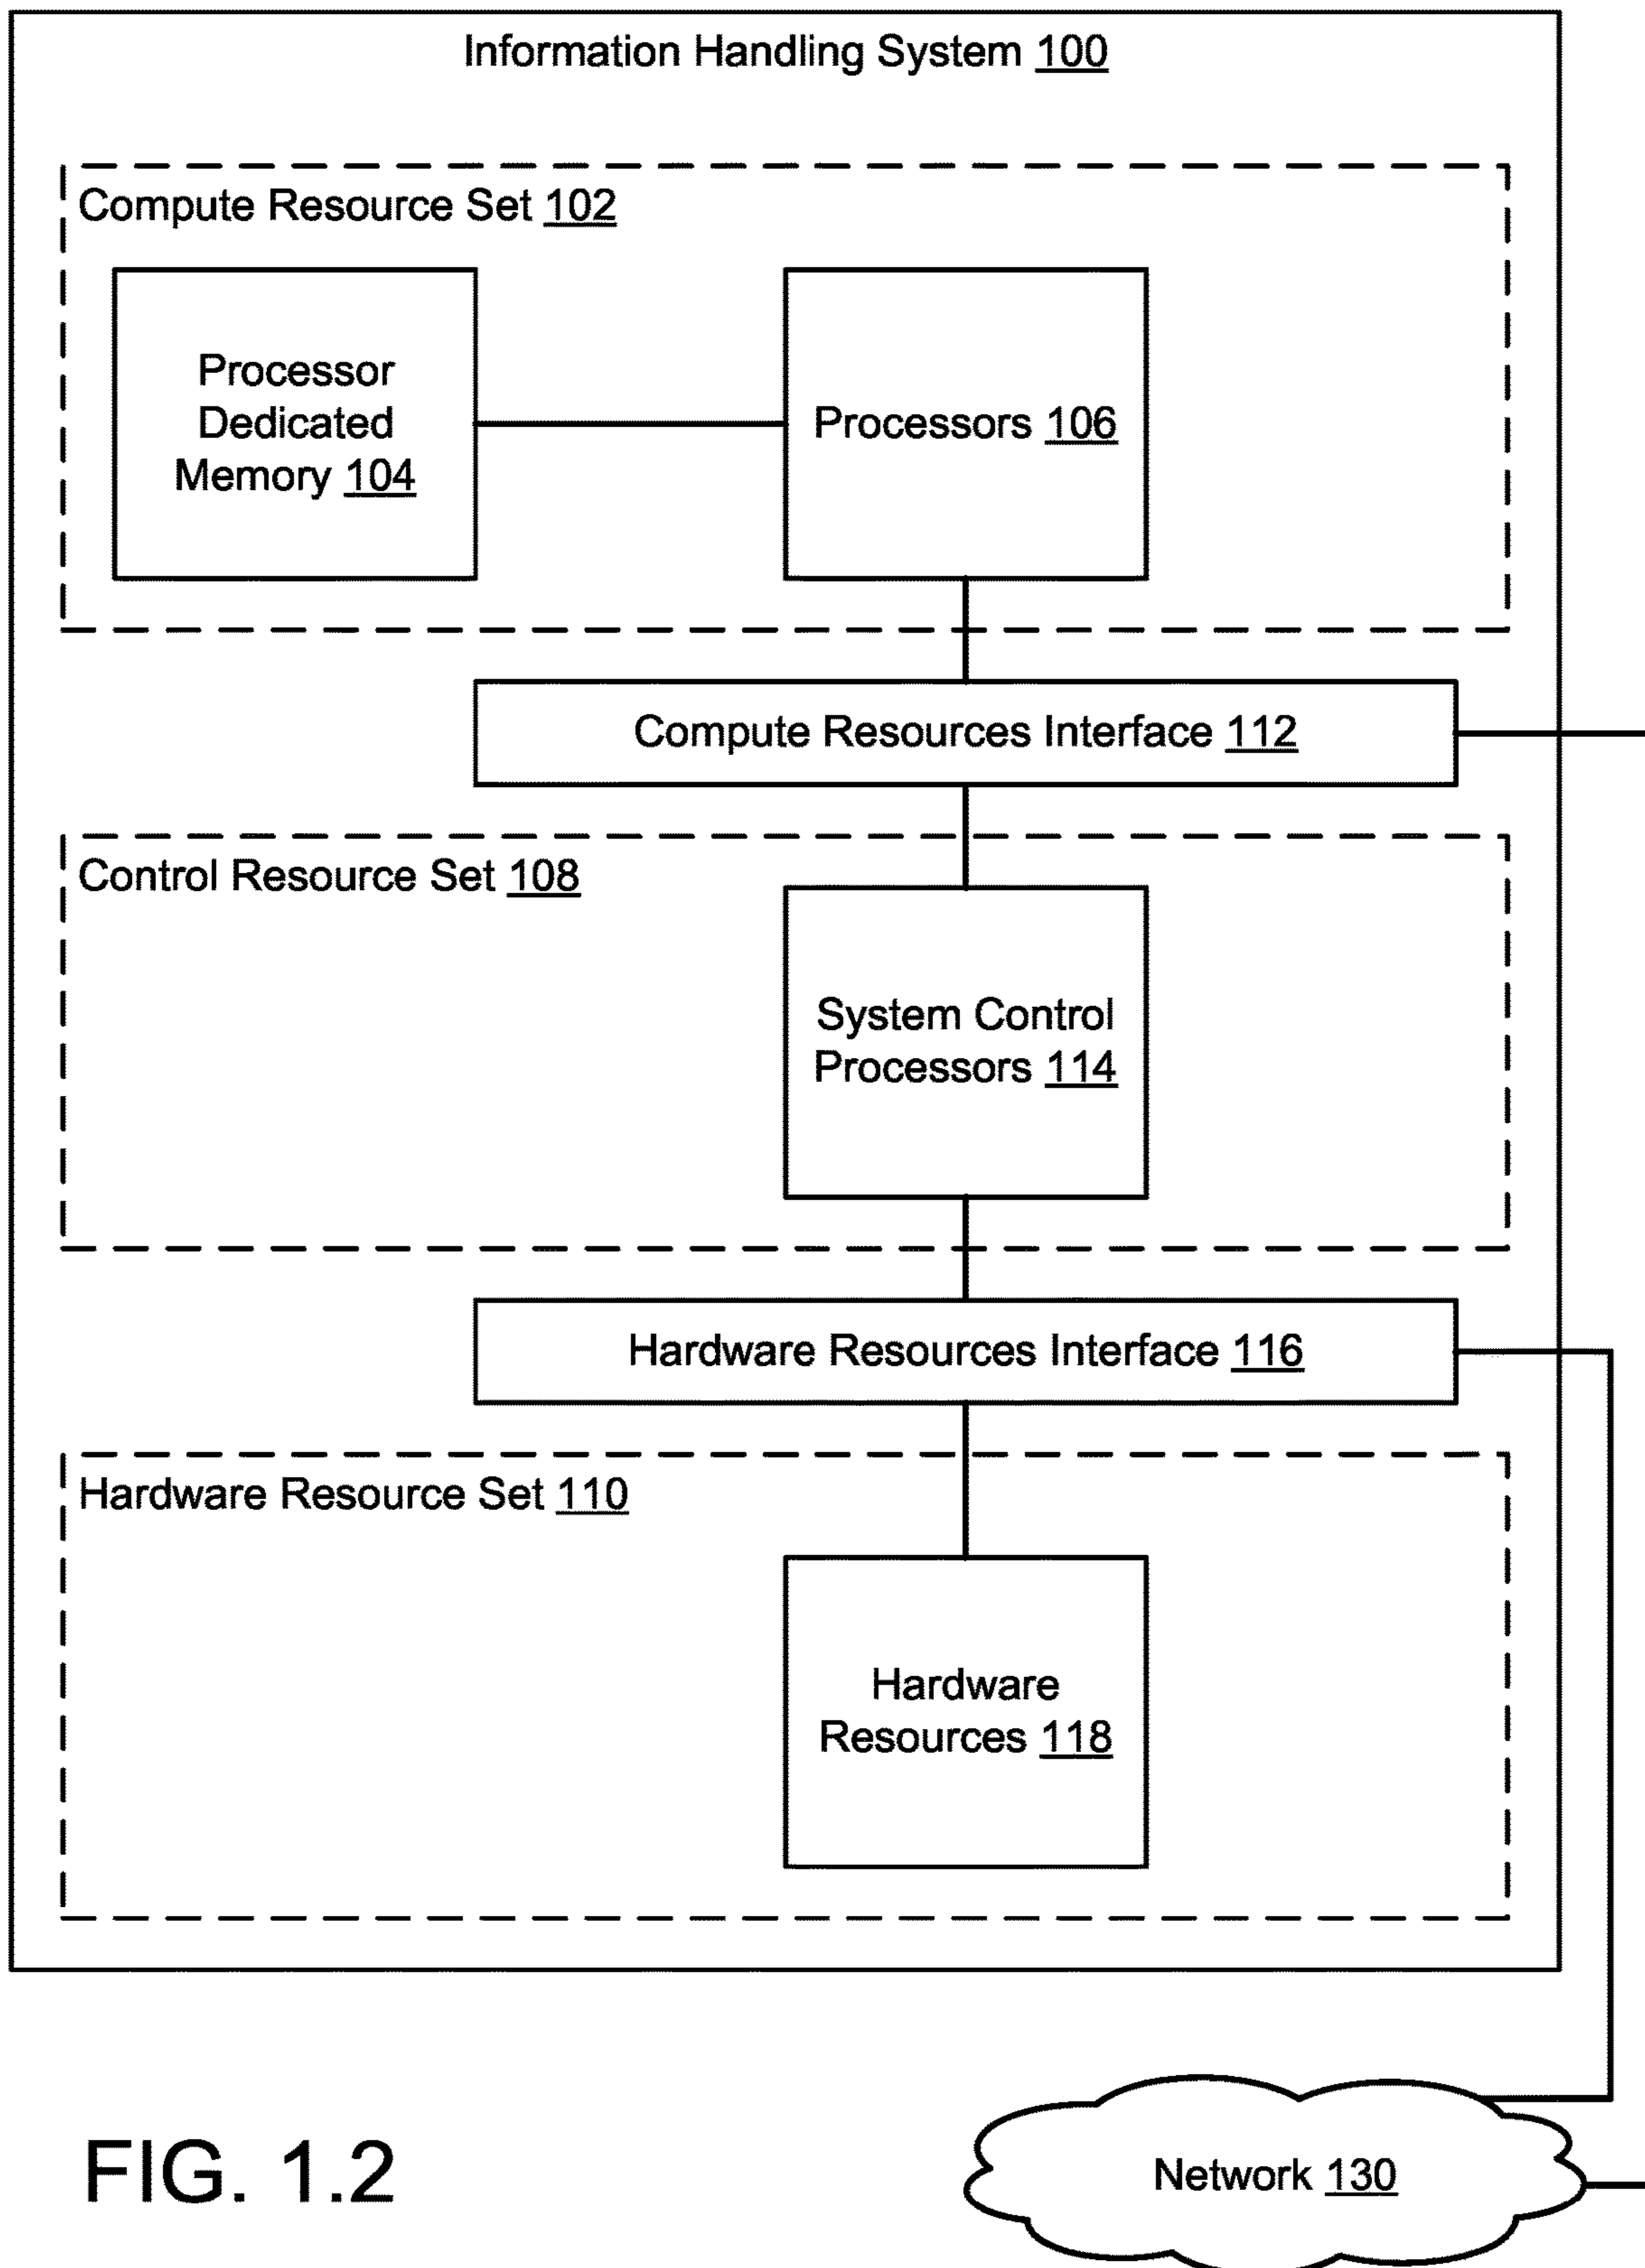 Information Handling System 100
Compute Resource Set 102
Processor
Dedicated
Memory 104
Processors 106
Compute Resources Interface 112
Control Resource Set 108
System Control
Processors 114
Hardware Resources Interface 116
Hardware Resource Set 110
Hardware
Resources 118
Network 130
FIG. 1.2